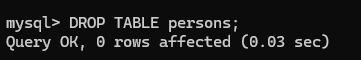 mysql> DROP TABLE persons;
Query OK, 0 rows affected (0.03 sec)